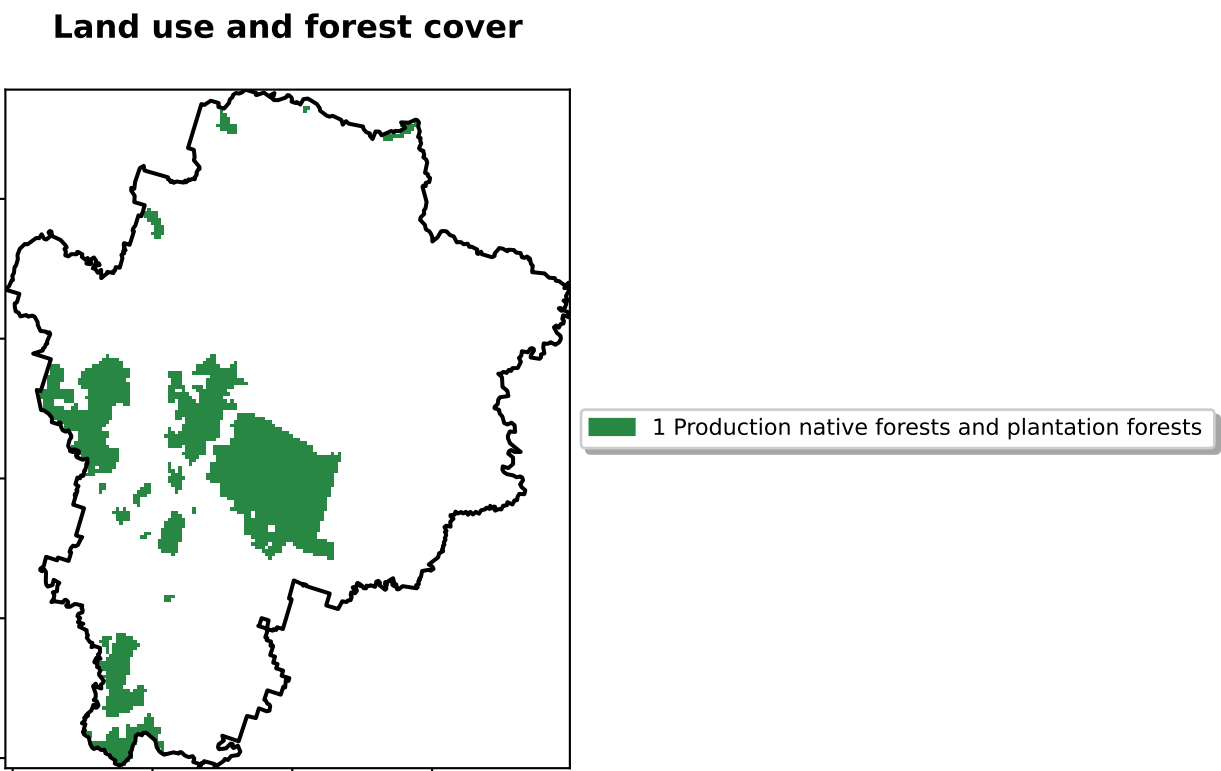 Land use and forest cover
1 Production native forests and plantation forests